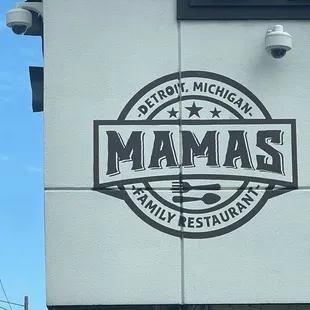 -DETROIT, MICHIGAN-
MAMAS
-FAMILY RESTAURANT-